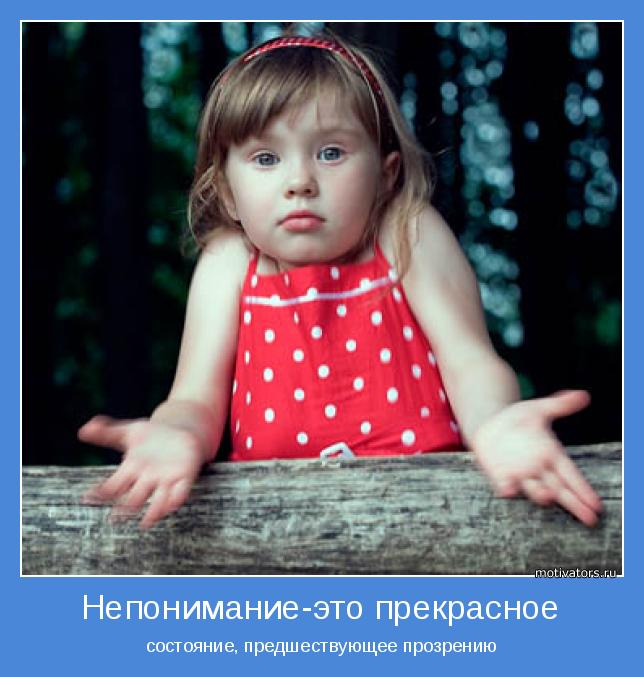 motivators.ru
Непонимание-это прекрасное
состояние, предшествующее прозрению